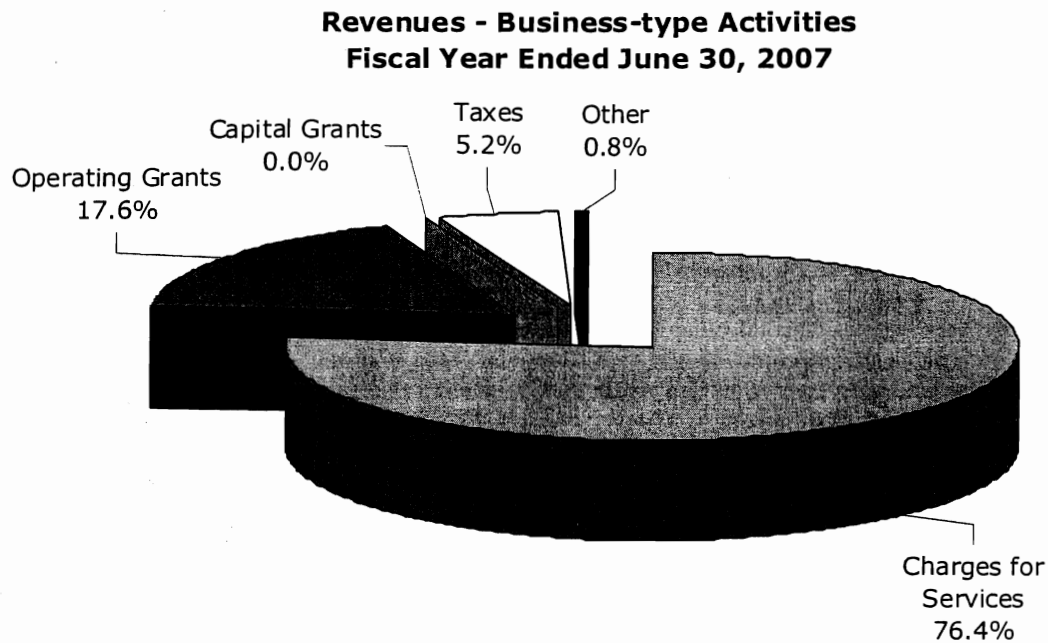 Revenues - Business-type Activities
Fiscal Year Ended June 30, 2007
Taxes
5.2%
Other
0.8%
Capital Grants
0.0%
Operating Grants
17.6%
Charges for
Services
76.4%